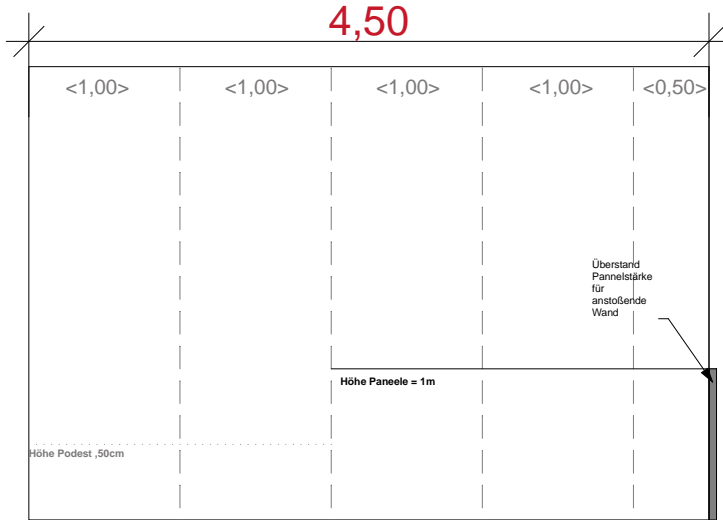 4,50
<1,00> <1,00> <1,00> <1,00> <0,50>
Überstand
Pannelstärke
für
anstoßende
Wand
Höhe Paneele = 1m
Höhe Podest ,50cm